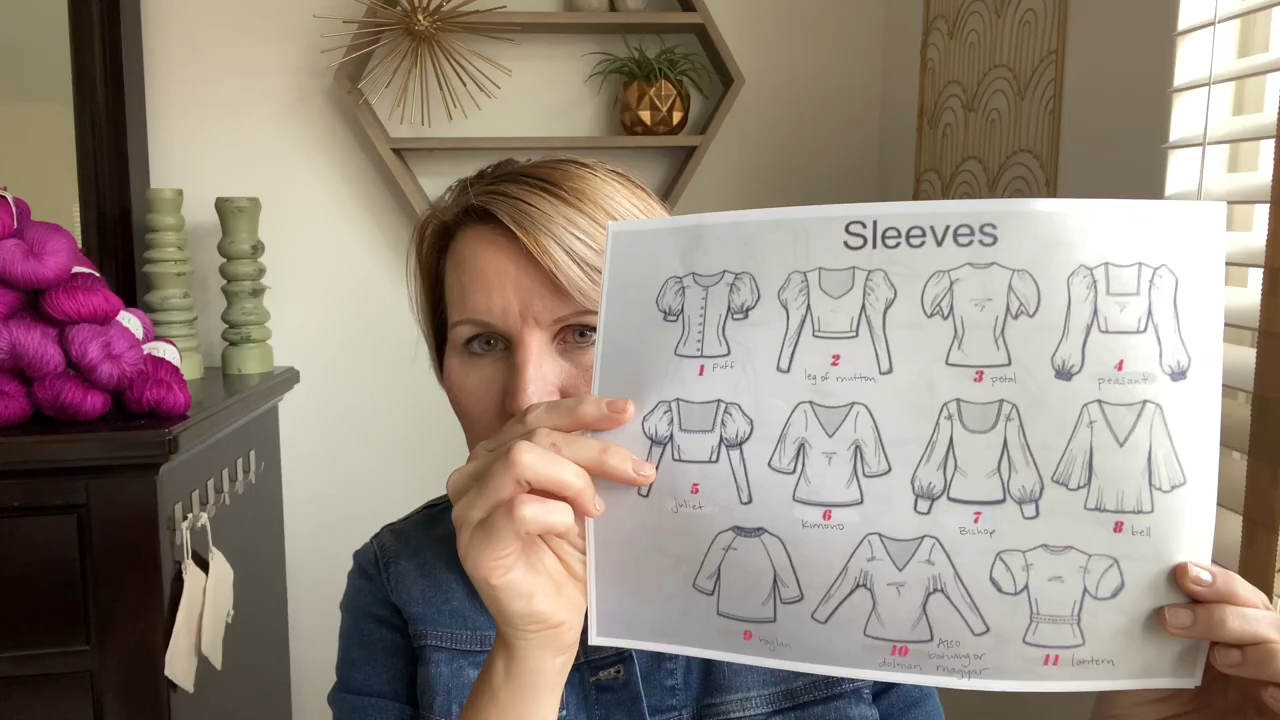 Sleeves
1 puff
2
leg of mutton
3 petal
4
peasant
5
juliet
6
Kimono
7
Bishop
8 bell
9 raglan
10 Also
batwing or
dolman magyar
11 lantern